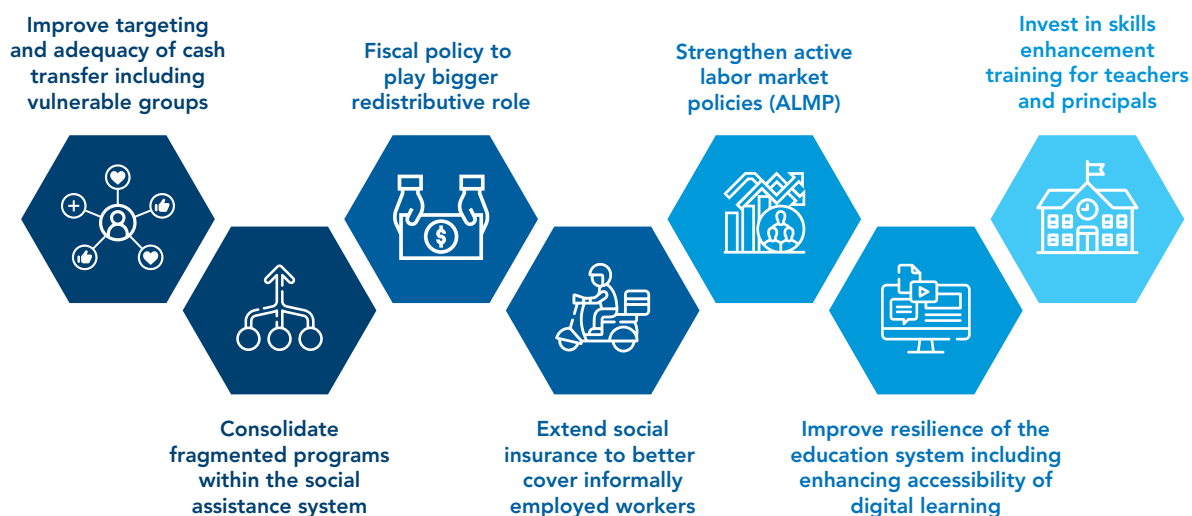 Improve targeting
and adequacy of cash
transfer including
vulnerable groups
Consolidate
fragmented programs
within the social
assistance system
Fiscal policy to
play bigger
redistributive role
$
Extend social
insurance to better
cover informally
employed workers
Strengthen active
labor market
policies (ALMP)
Improve resilience of the
education system including
enhancing accessibility of
digital learning
Invest in skills
enhancement
training for teachers
and principals